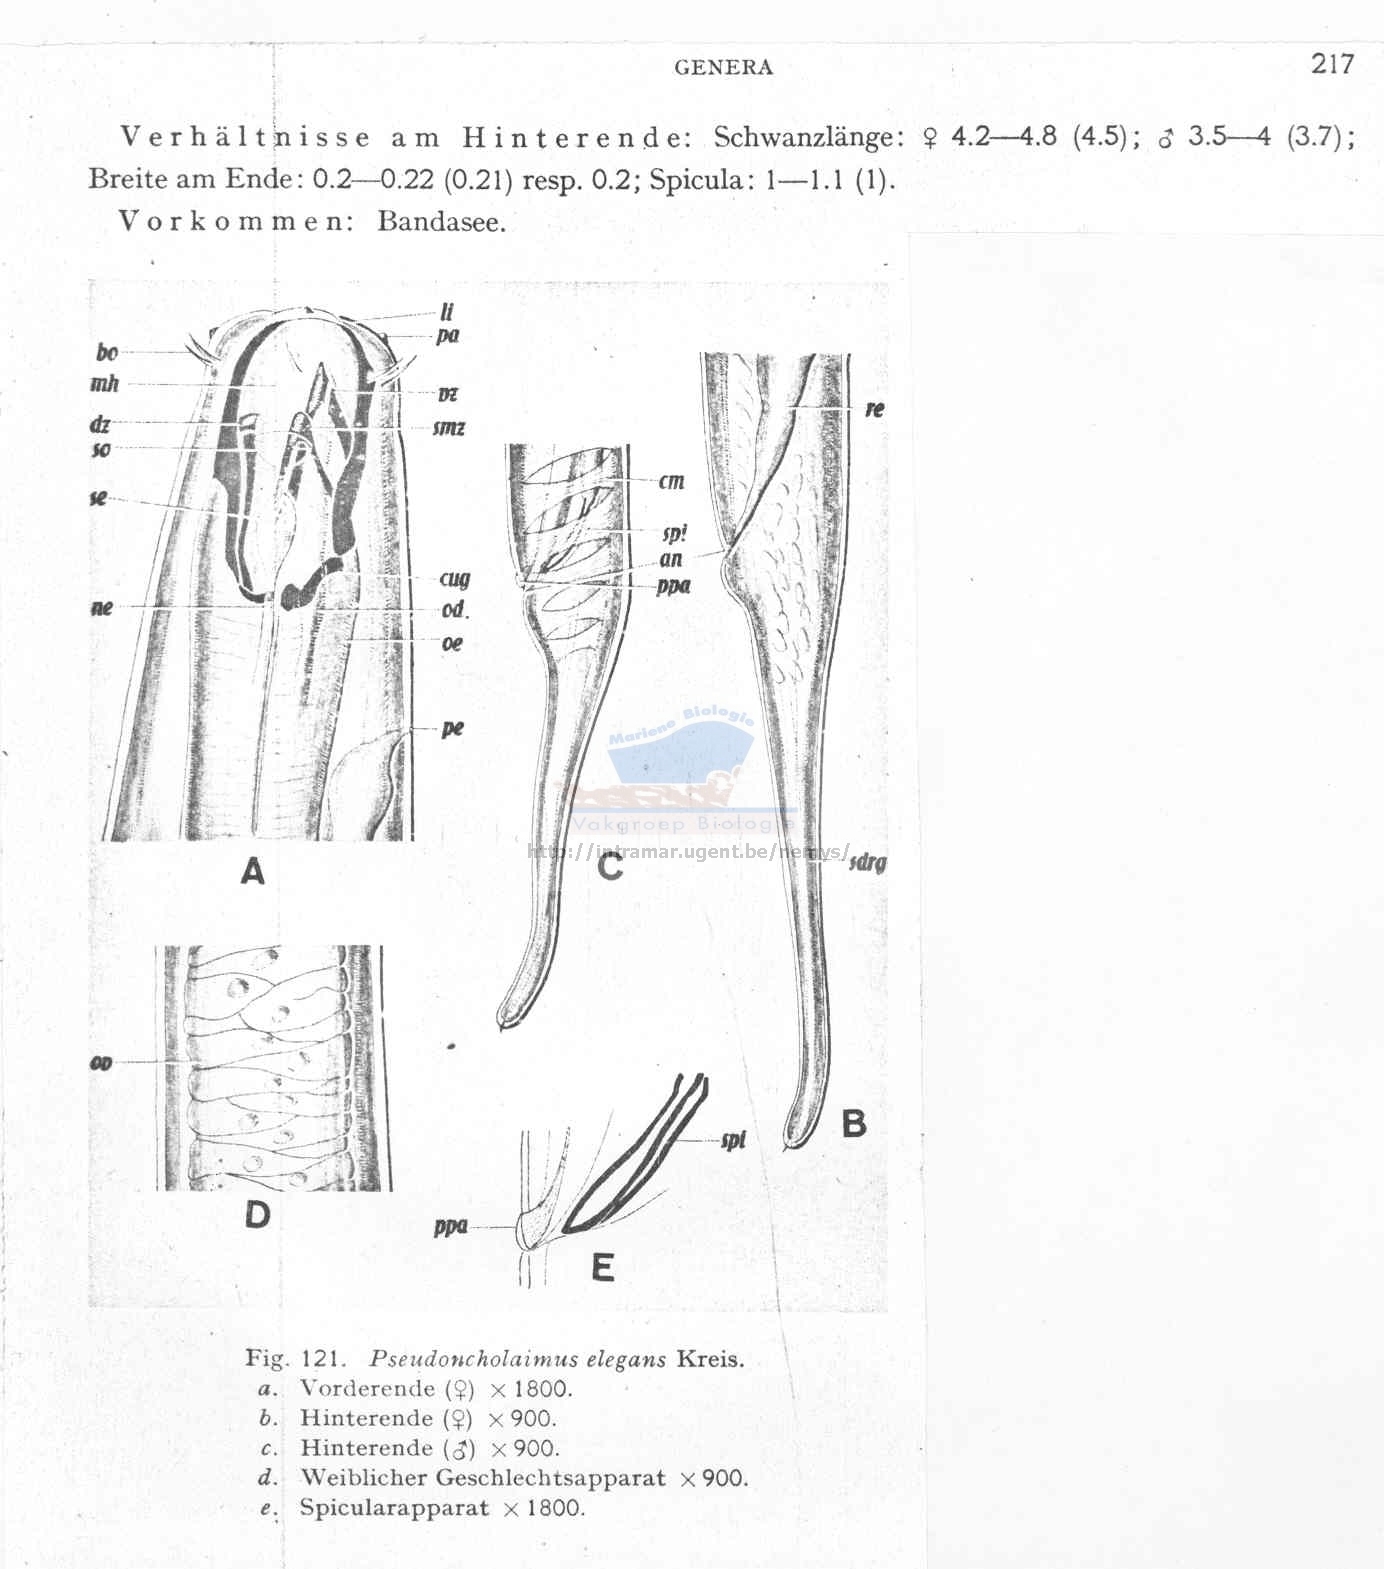 GENERA 217
Verhältnisse am Hinterende: Schwanzlänge: ♀ 4.2—4.8 (4.5); ♂ 3.5—4 (3.7);
Breite am Ende: 0.2—0.22 (0.21) resp. 0.2; Spicula: 1—1.1 (1).
Vorkommen: Bandasee.
li
pa
bo
mh
vz
dz
smz
so
se
cug
ne
od.
oe
pe
A
re
cm
spi
an
ppa
Mariene Biologie
Vakgroep Biologie
http://intramar.ugent.be/nemys/
C
sdrg
ov
D
B
spi
ppa
E
Fig. 121. Pseudoncholaimus elegans Kreis.
a. Vorderende (♀) × 1800.
b. Hinterende (♀) × 900.
c. Hinterende (♂) × 900.
d. Weiblicher Geschlechtsapparat × 900.
e. Spicularapparat × 1800.